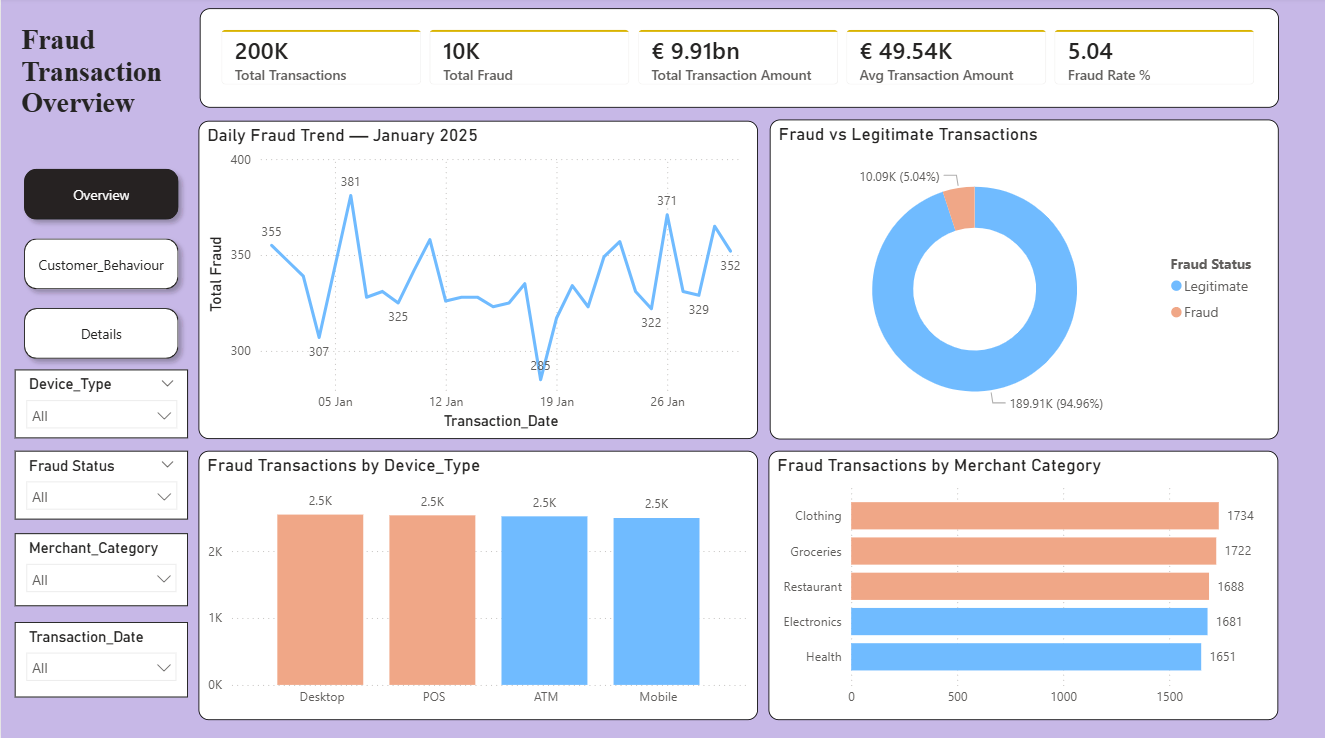 Fraud
Transaction
Overview
200K
Total Transactions
10K
Total Fraud
€ 9.91bn
Total Transaction Amount
€ 49.54K
Avg Transaction Amount
5.04
Fraud Rate %
Overview
Customer_Behaviour
Details
Device_Type
All
Fraud Status
All
Merchant_Category
All
Transaction_Date
All
Daily Fraud Trend — January 2025
Total Fraud
400
350
300
355
381
307
325
285
322
371
329
352
05 Jan
12 Jan
19 Jan
26 Jan
Transaction_Date
Fraud vs Legitimate Transactions
10.09K (5.04%)
189.91K (94.96%)
Fraud Status
Legitimate
Fraud
Fraud Transactions by Device_Type
2K
1K
0K
2.5K
2.5K
2.5K
2.5K
Desktop
POS
ATM
Mobile
Fraud Transactions by Merchant Category
Clothing 1734
Groceries 1722
Restaurant 1688
Electronics 1681
Health 1651
0 500 1000 1500